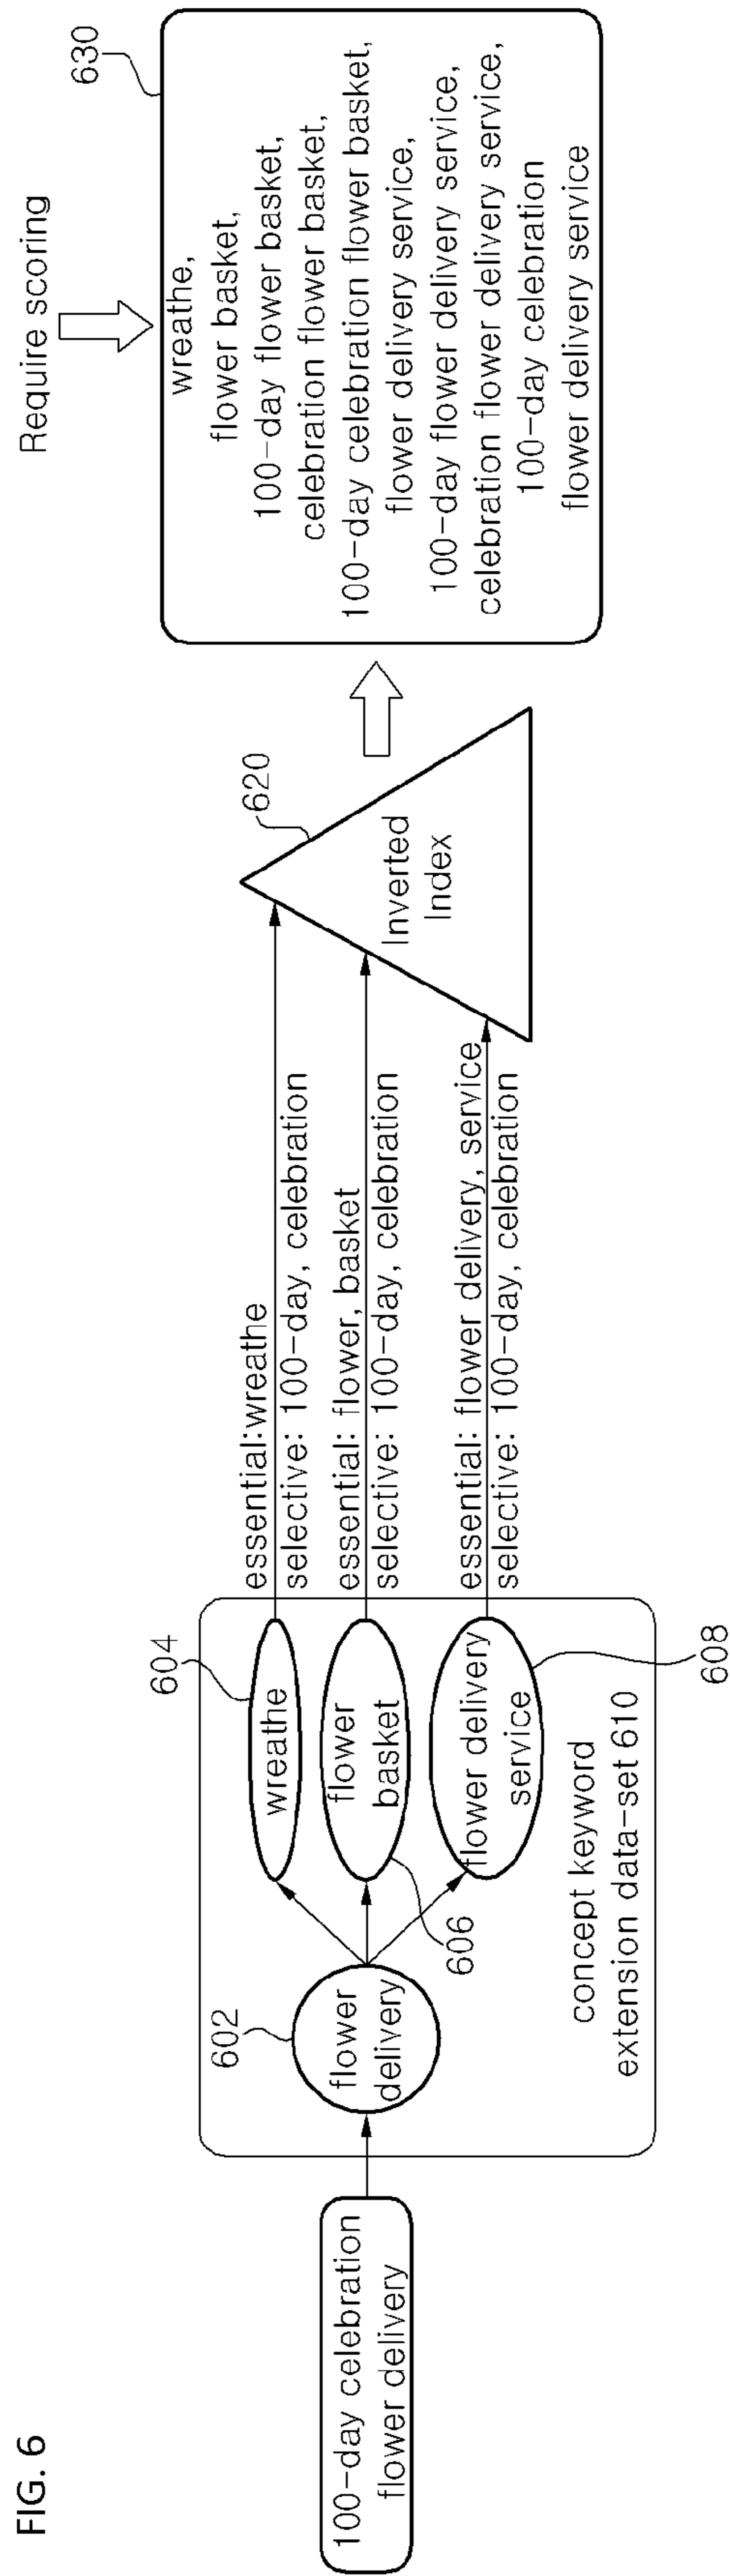 FIG. 6
100-day celebration
flower delivery
602
flower
delivery
604
wreathe
606
flower
basket
608
flower delivery
service
concept keyword
extension data-set 610
essential:wreathe
selective: 100-day, celebration
essential: flower, basket
selective: 100-day, celebration
essential: flower delivery, service
selective: 100-day, celebration
620
Inverted
Index
Require scoring
630
wreathe,
flower basket,
100-day flower basket,
celebration flower basket,
100-day celebration flower basket,
flower delivery service,
100-day flower delivery service,
celebration flower delivery service,
100-day celebration
flower delivery service